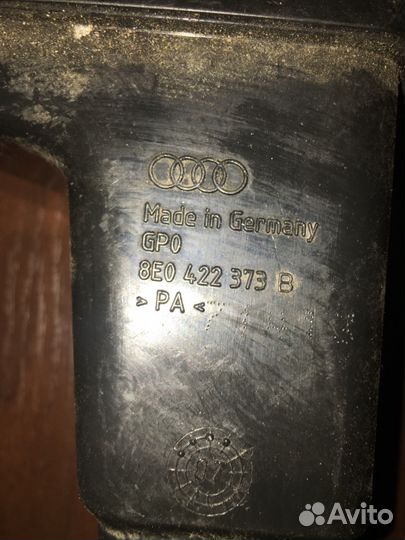 Made in Germany
GP0
8E0 422 373 B
> PA <
Avito